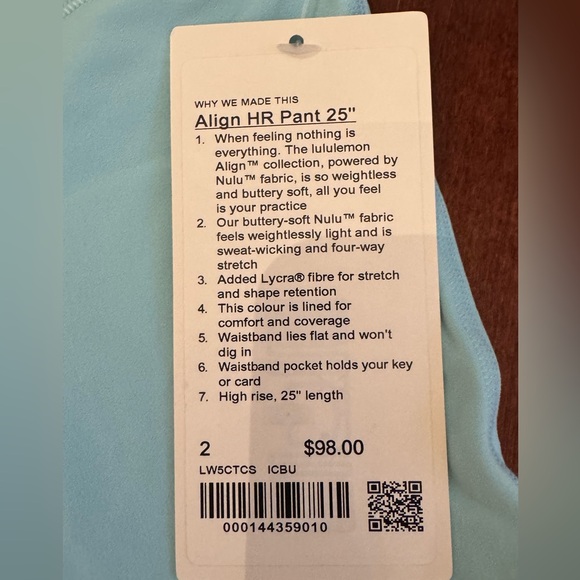 WHY WE MADE THIS
Align HR Pant 25"
1. When feeling nothing is
everything. The lululemon
Align™ collection, powered by
Nulu™ fabric, is so weightless
and buttery soft, all you feel
is your practice
2. Our buttery-soft Nulu™ fabric
feels weightlessly light and is
sweat-wicking and four-way
stretch
3. Added Lycra® fibre for stretch
and shape retention
4. This colour is lined for
comfort and coverage
5. Waistband lies flat and won't
dig in
6. Waistband pocket holds your key
or card
7. High rise, 25" length
2 $98.00
LW5CTCS ICBU
000144359010